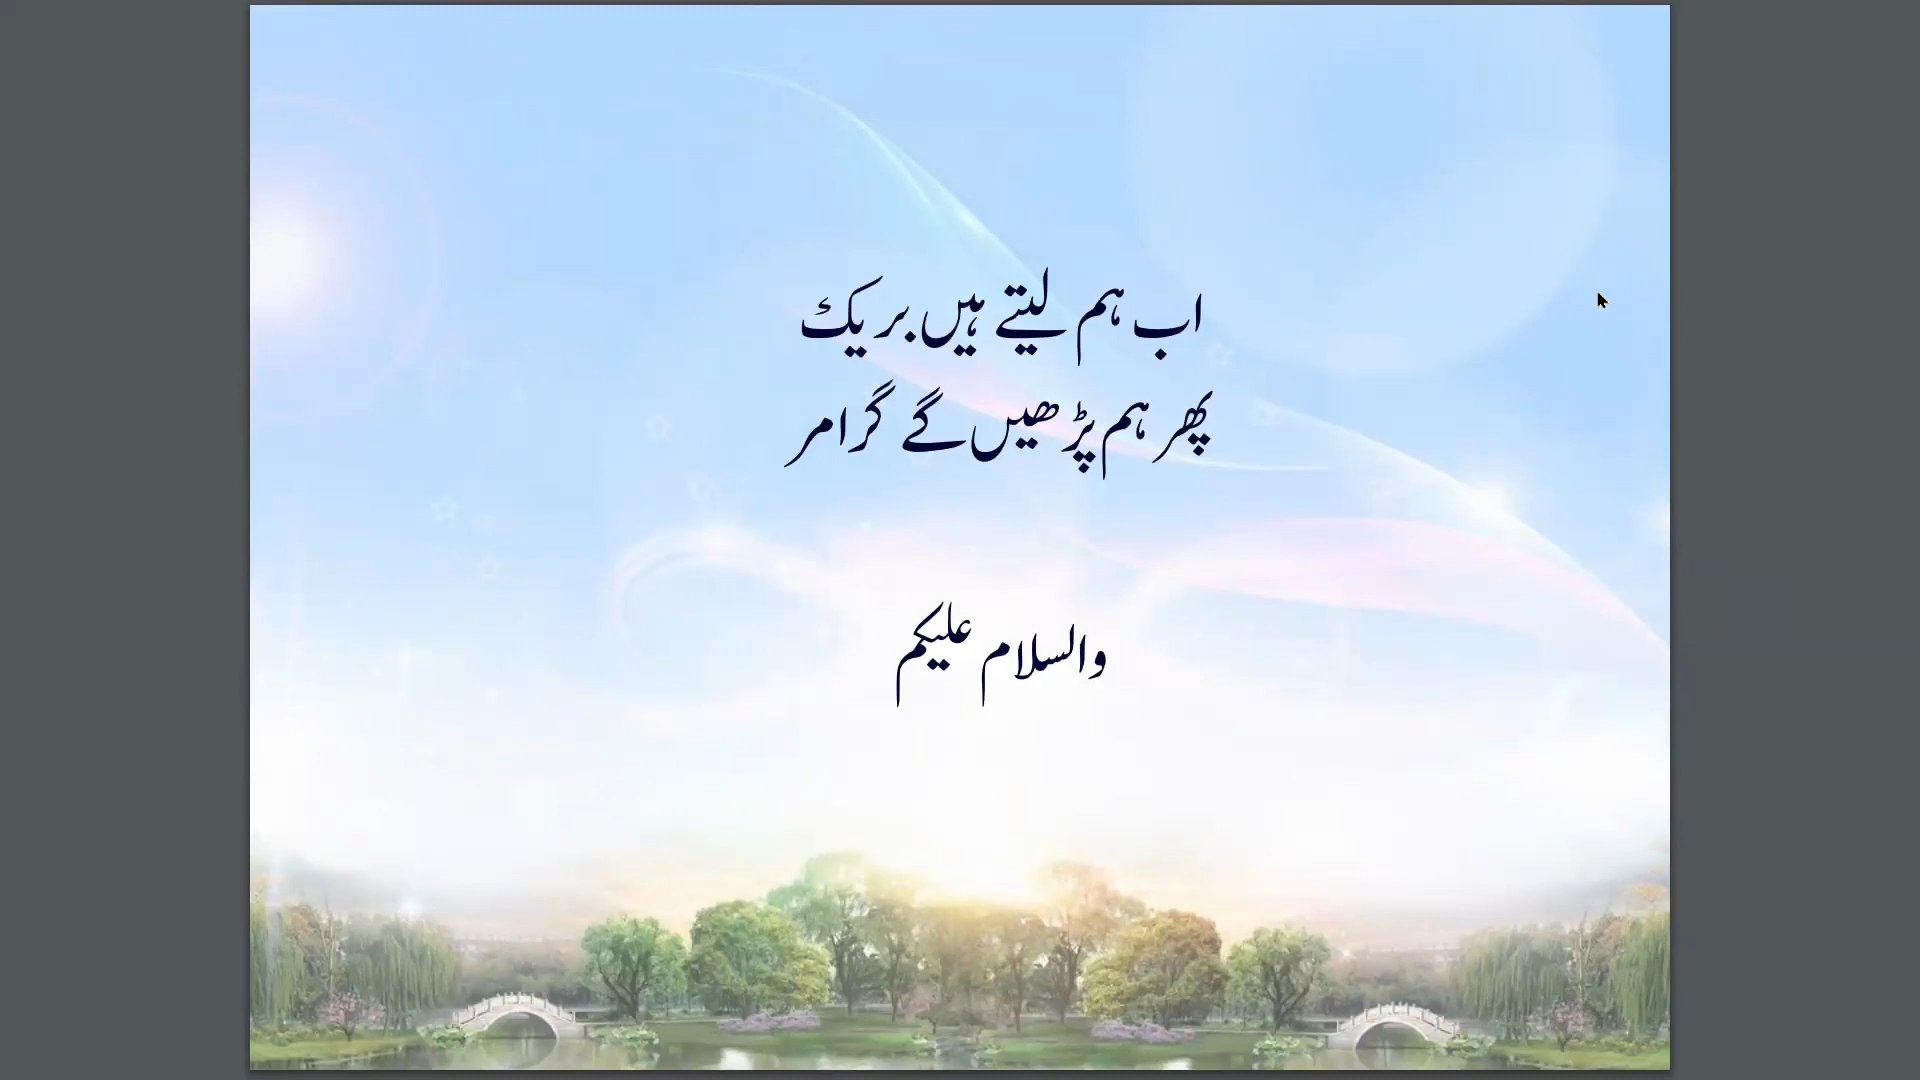 اب ہم لیتے ہیں بریک
پھر ہم پڑھیں گے گرامر
والسلام علیکم